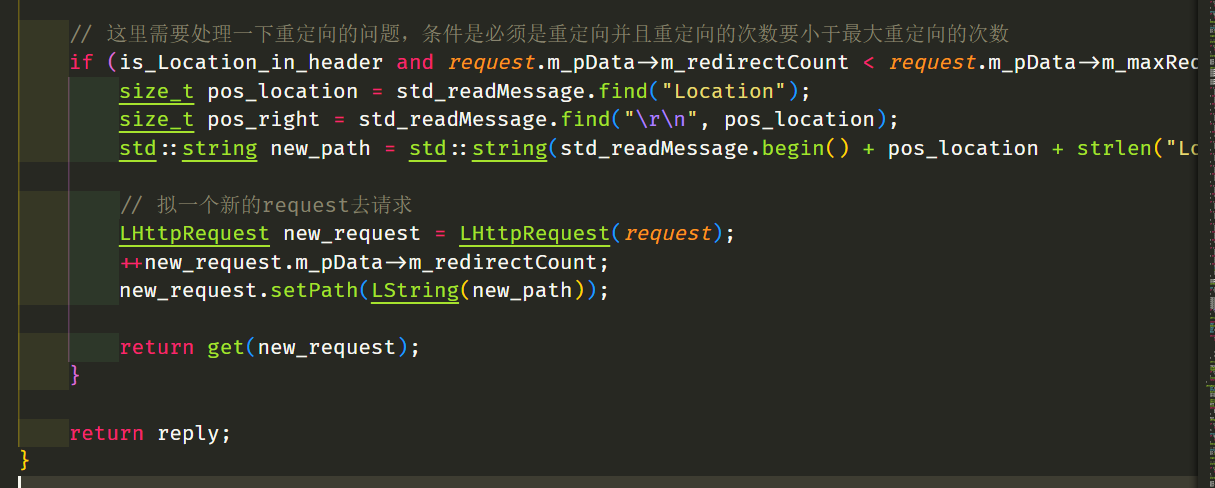 // 这里需要处理一下重定向的问题，条件是必须是重定向并且重定向的次数要小于最大重定向的次数
if (is_Location_in_header and request.m_pData->m_redirectCount < request.m_pData->m_maxRed
size_t pos_location = std_readMessage.find("Location");
size_t pos_right = std_readMessage.find("\r\n", pos_location);
std::string new_path = std::string(std_readMessage.begin() + pos_location + strlen("Lo
// 拟一个新的request去请求
LHttpRequest new_request = LHttpRequest(request);
++new_request.m_pData->m_redirectCount;
new_request.setPath(LString(new_path));
return get(new_request);
}
return reply;
}